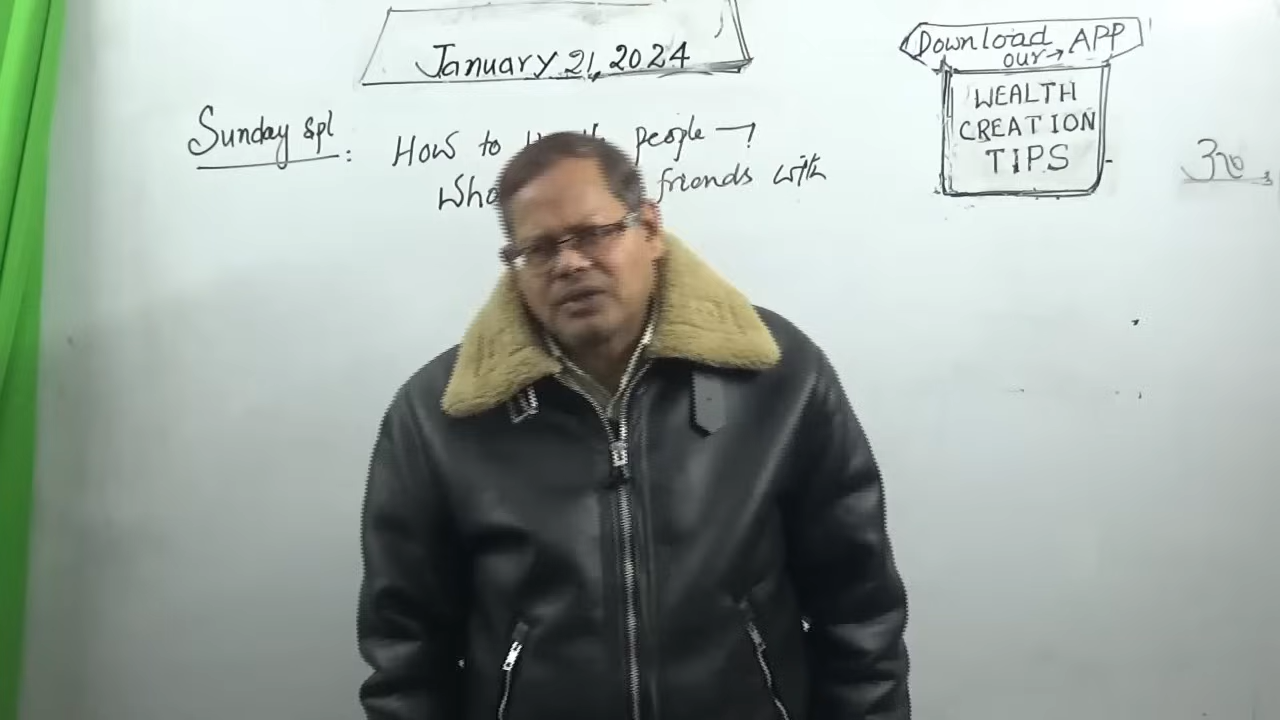 January 21, 2024
Download
our → APP
WEALTH
CREATION
TIPS
Sunday Spl :
How to people
friends with